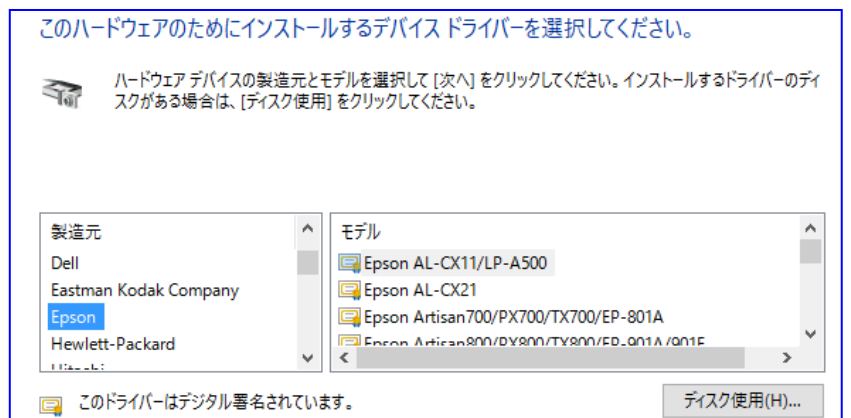 このハードウェアのためにインストールするデバイス ドライバーを選択してください。
ハードウェア デバイスの製造元とモデルを選択して [次へ] をクリックしてください。インストールするドライバーのディ
スクがある場合は、[ディスク使用] をクリックしてください。
製造元
Dell
Eastman Kodak Company
Epson
Hewlett-Packard
Hitachi
モデル
Epson AL-CX11/LP-A500
Epson AL-CX21
Epson Artisan700/PX700/TX700/EP-801A
Epson Artisan800/PX800/TX800/EP-901A/901F
このドライバーはデジタル署名されています。
ディスク使用(H)...